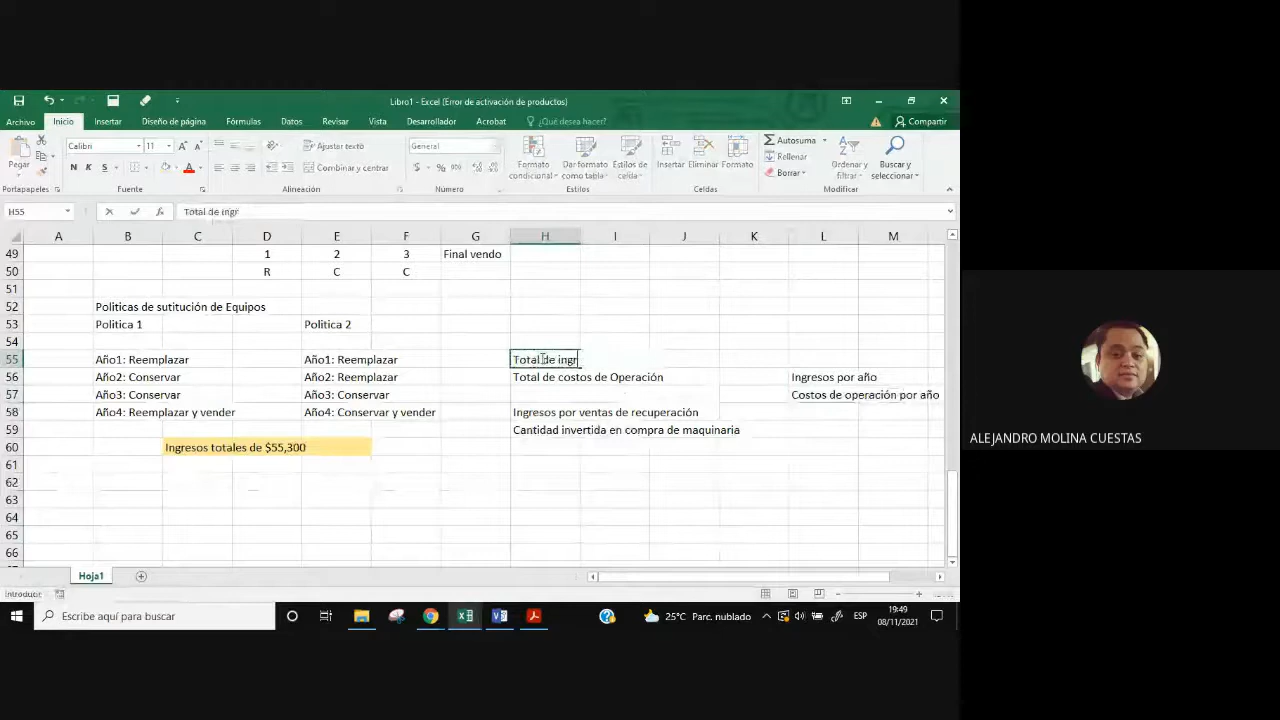 Libro1 - Excel (Error de activación de productos)
Archivo Inicio Insertar Diseño de página Fórmulas Datos Revisar Vista Desarrollador Acrobat ¿Qué desea hacer? Compartir
Pegar Calibri 11 Ajustar texto General Formato condicional Dar formato como tabla Estilos de celda Insertar Eliminar Formato Autosuma Ordenar y filtrar Buscar y seleccionar
N K S Combinar y centrar $ % 000 Rellenar
Borrar
Portapapeles Fuente Alineación Número Estilos Celdas Modificar
H55 fx Total de ingr
A B C D E F G H I J K L M
49 1 2 3 Final vendo
50 R C C
51
52 Politicas de sutitución de Equipos
53 Politica 1 Politica 2
54
55 Año1: Reemplazar Año1: Reemplazar Total de ingr
56 Año2: Conservar Año2: Reemplazar Total de costos de Operación Ingresos por año
57 Año3: Conservar Año3: Conservar Costos de operación por año
58 Año4: Reemplazar y vender Año4: Conservar y vender Ingresos por ventas de recuperación
59 Cantidad invertida en compra de maquinaria
60 Ingresos totales de $55,300
61
62
63
64
65
66
Hoja1
Introducir
Escribe aquí para buscar 25°C Parc. nublado ESP 19:49
08/11/2021
ALEJANDRO MOLINA CUESTAS